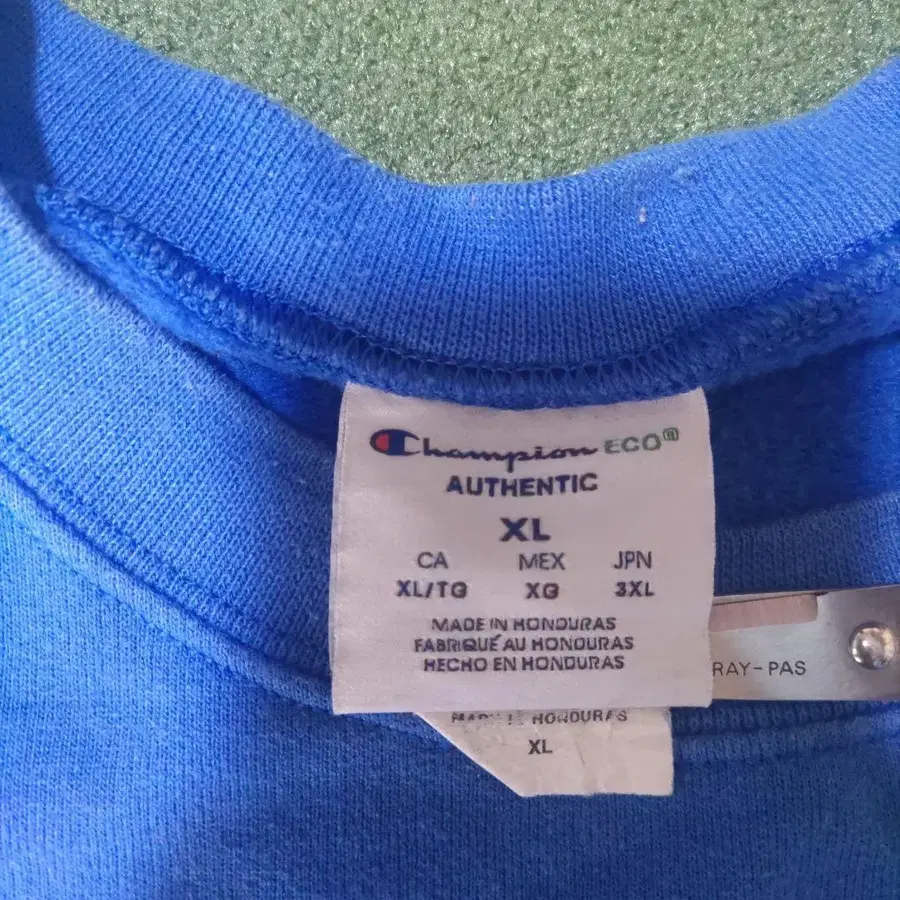 Champion ECO®
AUTHENTIC
XL
CA MEX JPN
XL/TG XG 3XL
MADE IN HONDURAS
FABRIQUÉ AU HONDURAS
HECHO EN HONDURAS
RAY-PAS
HONDURAS
XL